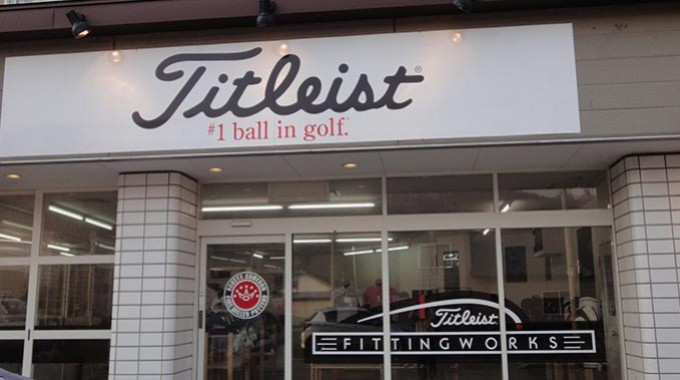 Titleist®
#1 ball in golf.
Titleist
FITTINGWORKS